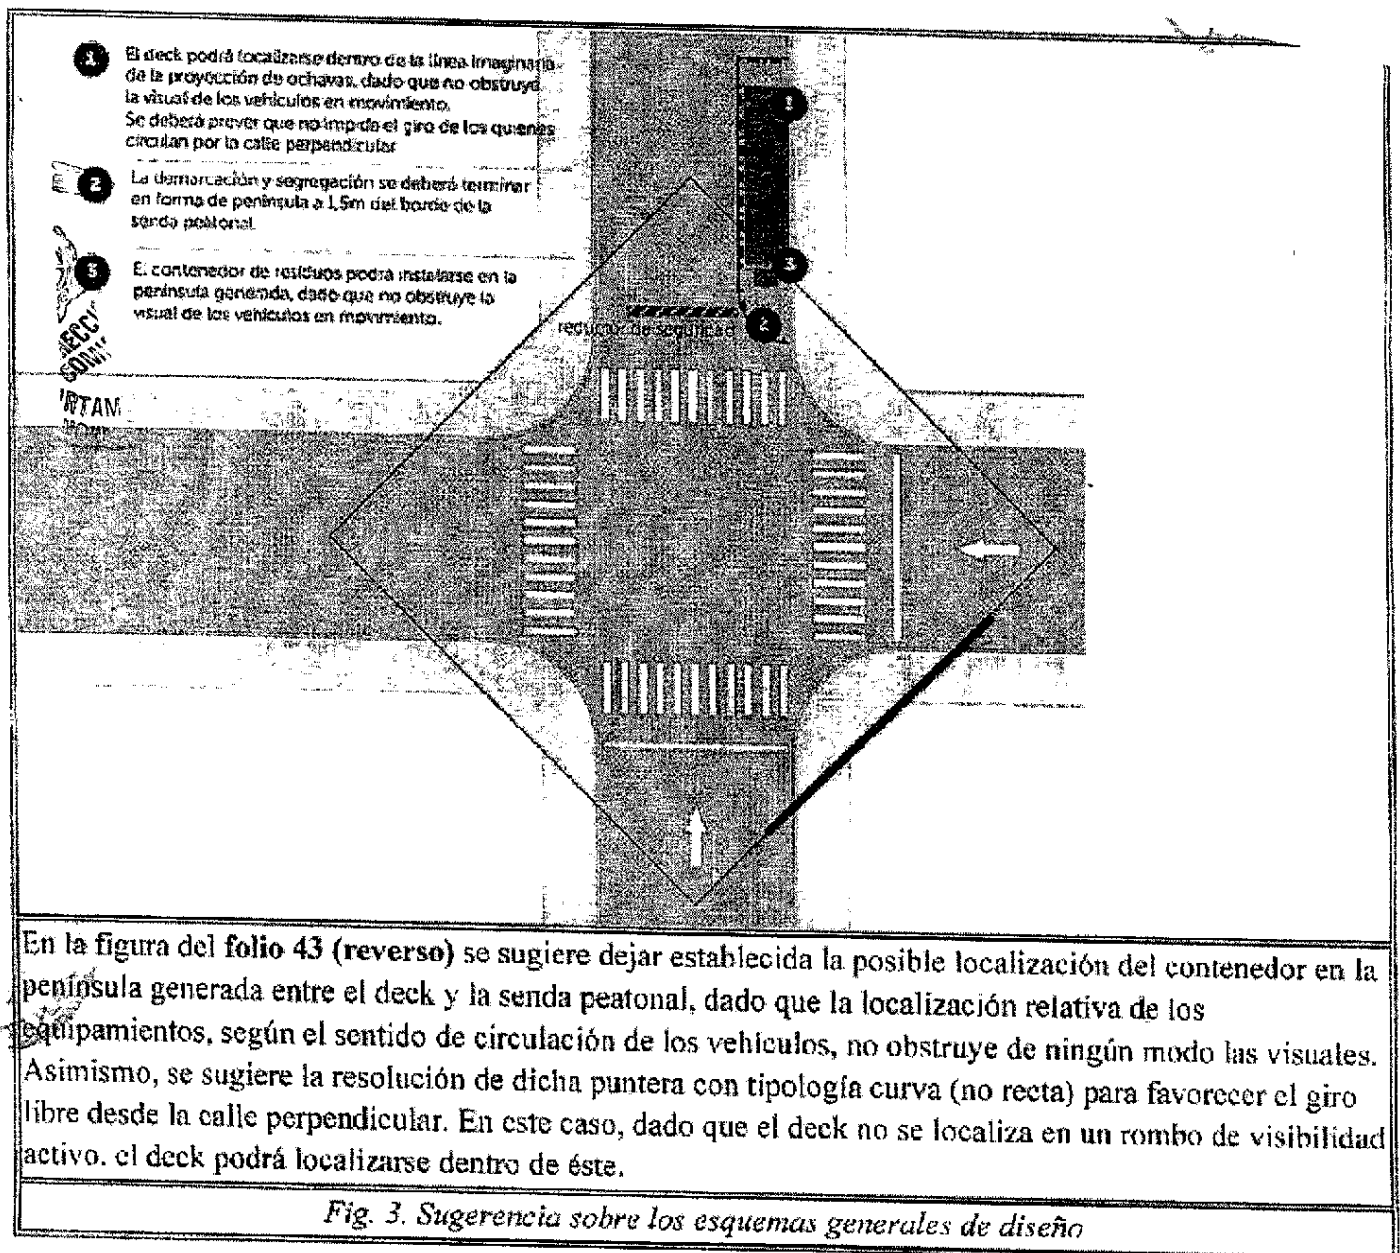 1
El deck podrá localizarse dentro de la línea imaginaria
de la proyección de ochavas, dado que no obstruye
la visual de los vehículos en movimiento.
Se deberá prever que no impida el giro de los quienes
circulan por la calle perpendicular
2
La demarcación y segregación se deberá terminar
en forma de península a 1,5m del borde de la
senda peatonal.
3
El contenedor de residuos podrá instalarse en la
península generada, dado que no obstruye la
visual de los vehículos en movimiento.
1
3
2
reductor de seguridad
En la figura del folio 43 (reverso) se sugiere dejar establecida la posible localización del contenedor en la
península generada entre el deck y la senda peatonal, dado que la localización relativa de los
equipamientos, según el sentido de circulación de los vehículos, no obstruye de ningún modo las visuales.
Asimismo, se sugiere la resolución de dicha puntera con tipología curva (no recta) para favorecer el giro
libre desde la calle perpendicular. En este caso, dado que el deck no se localiza en un rombo de visibilidad
activo. el deck podrá localizarse dentro de éste.
Fig. 3. Sugerencia sobre los esquemas generales de diseño